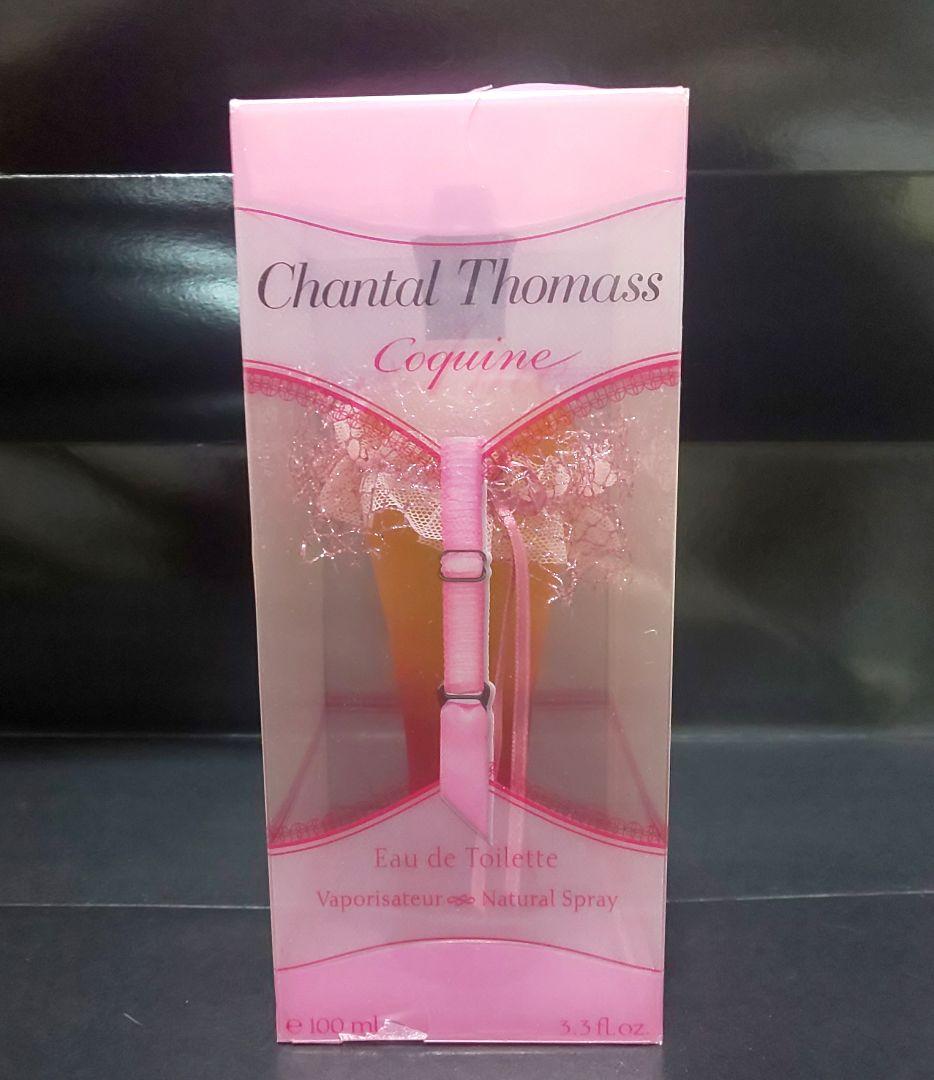 Chantal Thomass
Coquine
Eau de Toilette
Vaporisateur Natural Spray
℮ 100 ml 3.3 fl. oz.